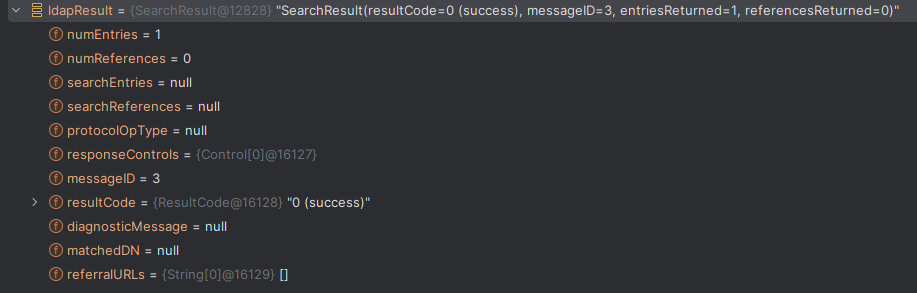 ldapResult = {SearchResult@12828} "SearchResult(resultCode=0 (success), messageID=3, entriesReturned=1, referencesReturned=0)"
f numEntries = 1
f numReferences = 0
f searchEntries = null
f searchReferences = null
f protocolOpType = null
f responseControls = {Control[0]@16127}
f messageID = 3
f resultCode = {ResultCode@16128} "0 (success)"
f diagnosticMessage = null
f matchedDN = null
f referralURLs = {String[0]@16129} []